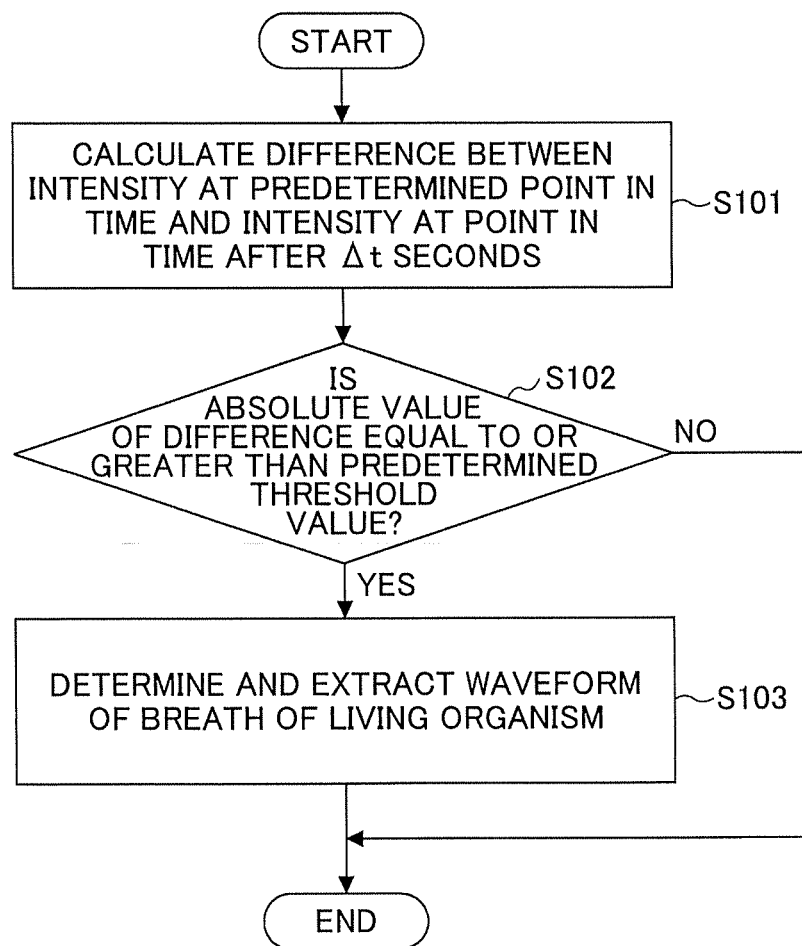 START
CALCULATE DIFFERENCE BETWEEN
INTENSITY AT PREDETERMINED POINT IN
TIME AND INTENSITY AT POINT IN
TIME AFTER Δt SECONDS
S101
IS
ABSOLUTE VALUE
OF DIFFERENCE EQUAL TO OR
GREATER THAN PREDETERMINED
THRESHOLD
VALUE?
S102
NO
YES
DETERMINE AND EXTRACT WAVEFORM
OF BREATH OF LIVING ORGANISM
S103
END